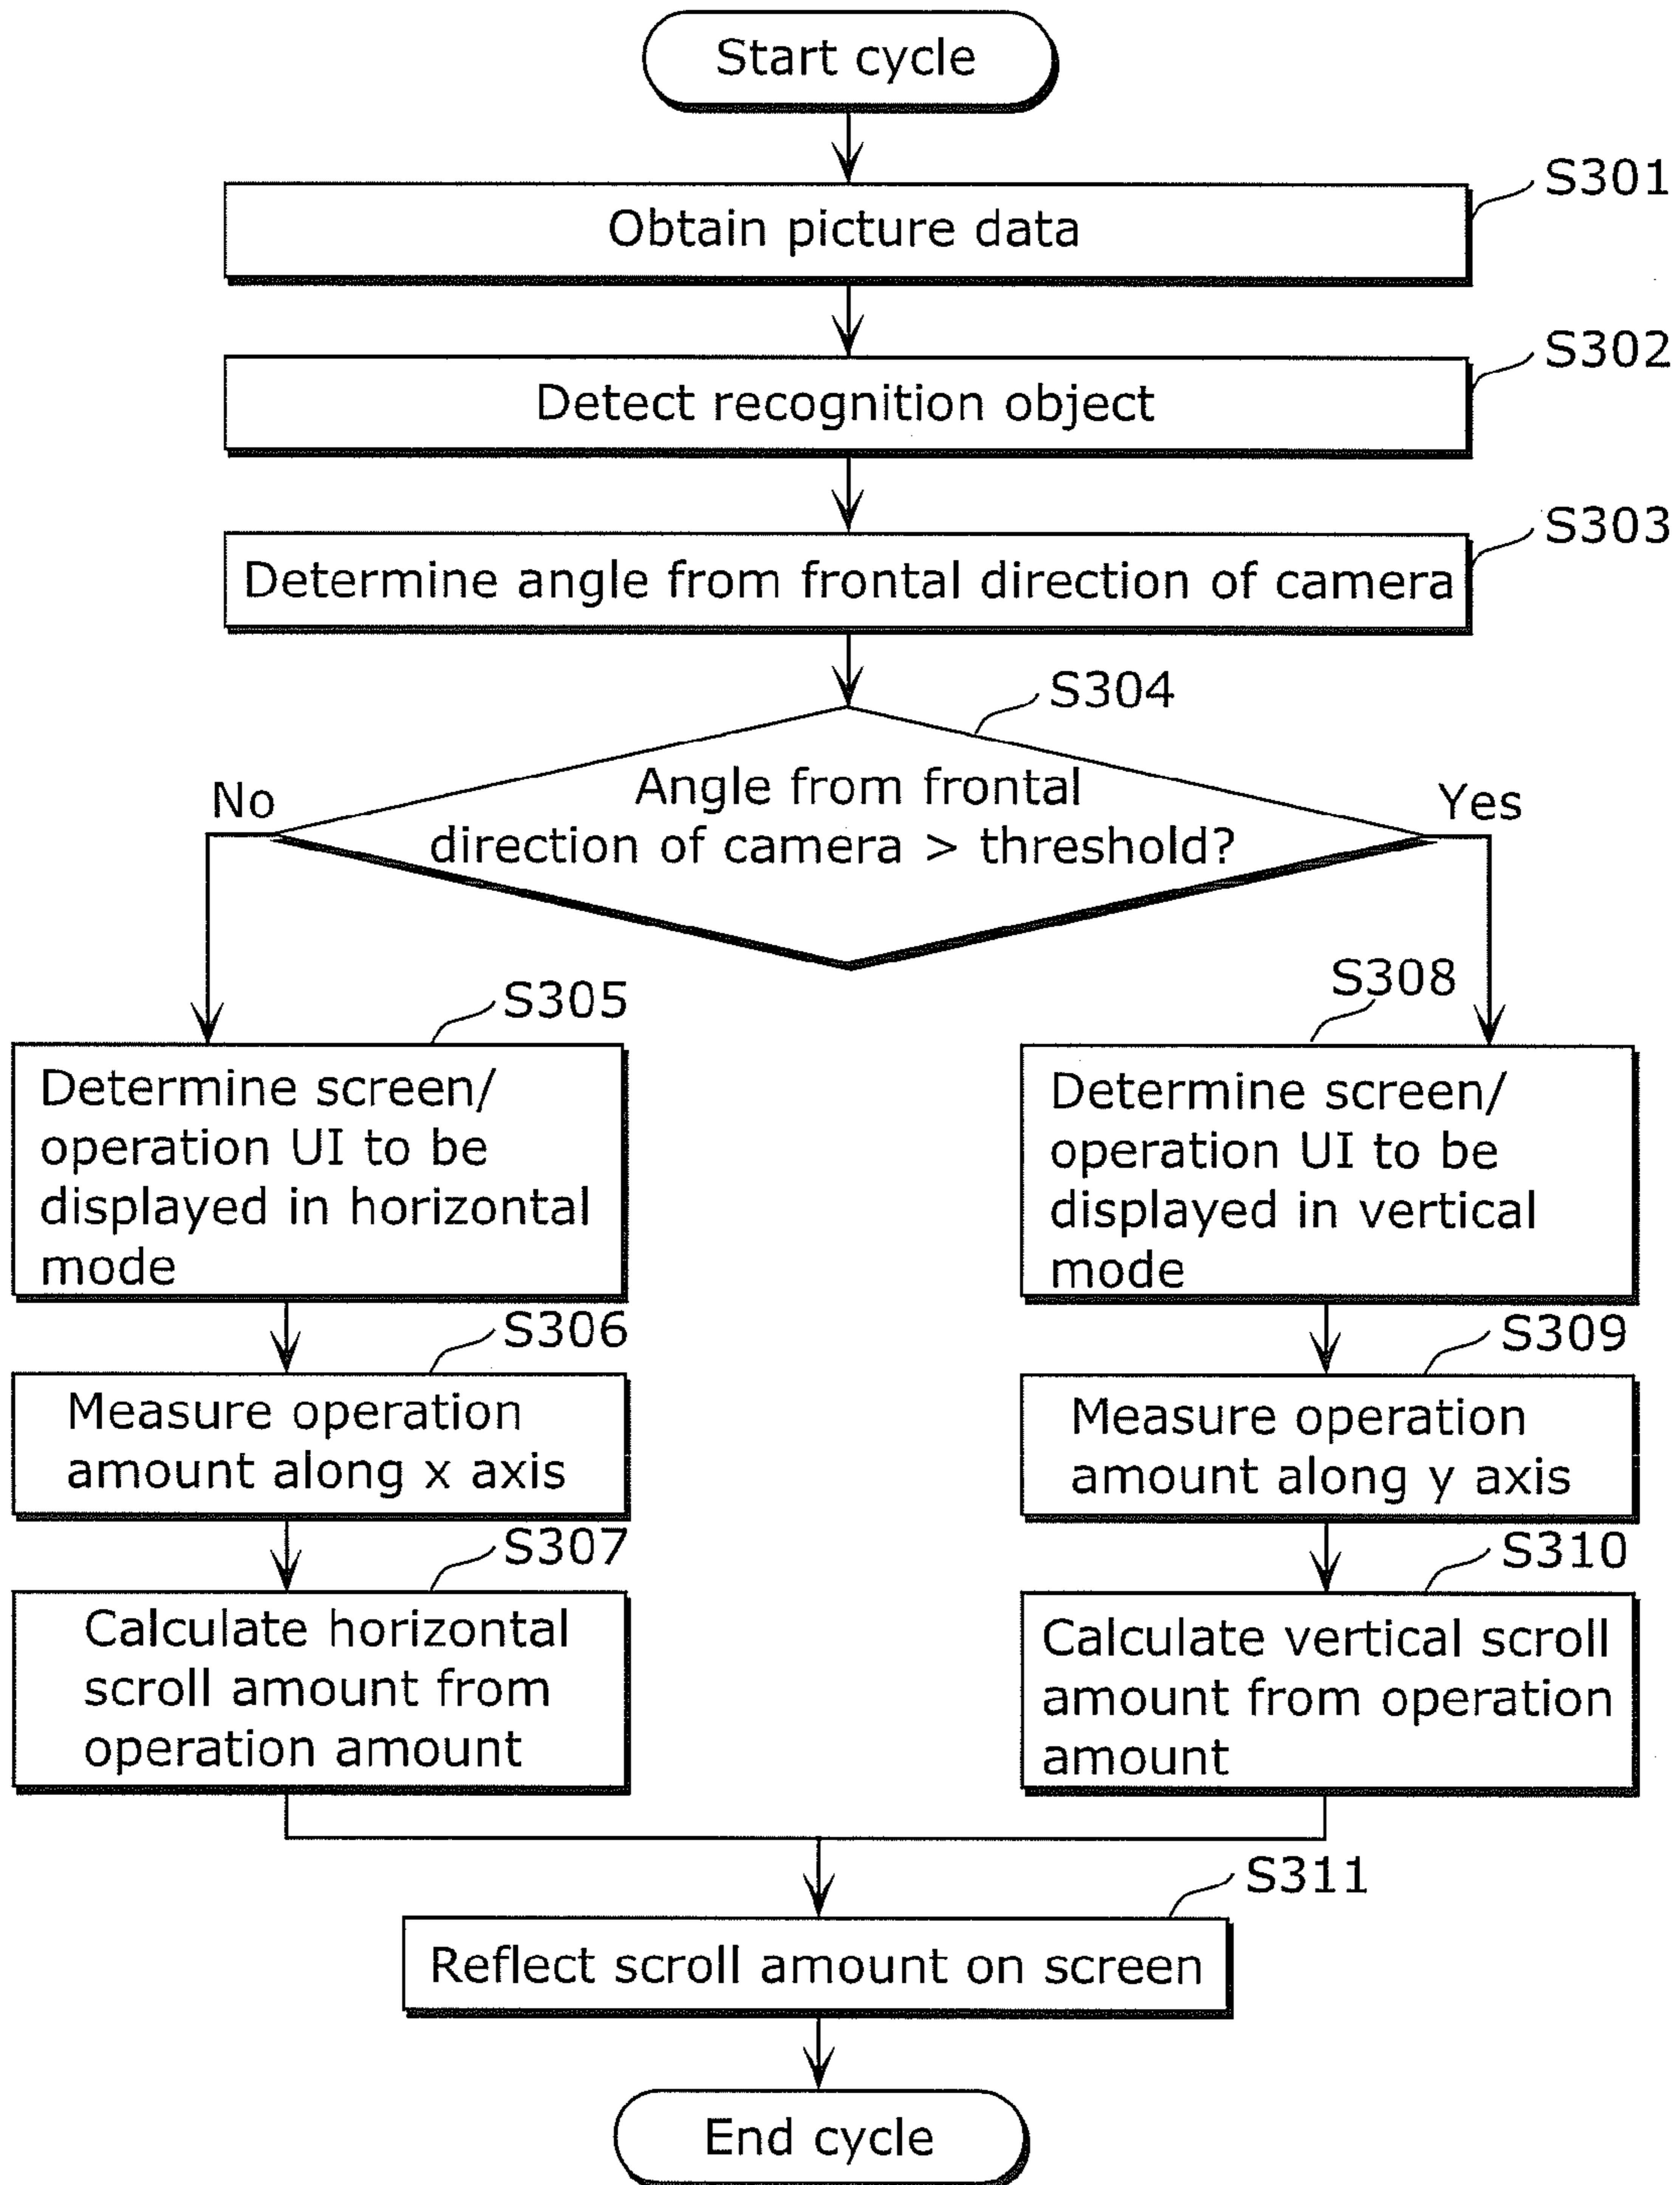 Start cycle
S301
Obtain picture data
S302
Detect recognition object
S303
Determine angle from frontal direction of camera
S304
Angle from frontal
direction of camera > threshold?
No
Yes
S305
Determine screen/
operation UI to be
displayed in horizontal
mode
S306
Measure operation
amount along x axis
S307
Calculate horizontal
scroll amount from
operation amount
S308
Determine screen/
operation UI to be
displayed in vertical
mode
S309
Measure operation
amount along y axis
S310
Calculate vertical scroll
amount from operation
amount
S311
Reflect scroll amount on screen
End cycle